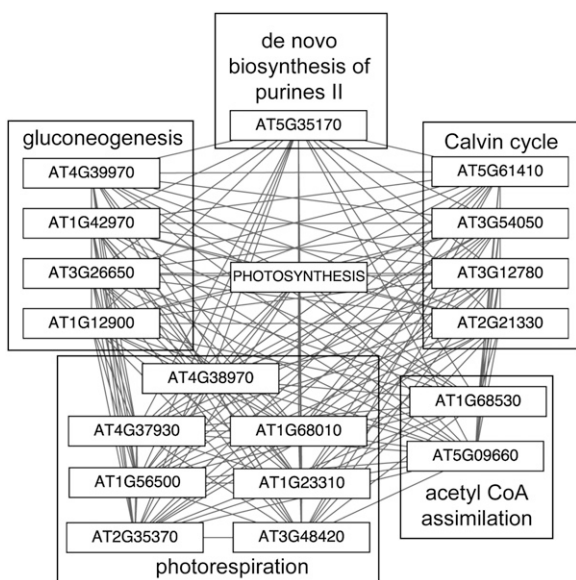 de novo
biosynthesis of
purines II
AT5G35170
gluconeogenesis
AT4G39970
AT1G42970
AT3G26650
AT1G12900
Calvin cycle
AT5G61410
AT3G54050
AT3G12780
AT2G21330
PHOTOSYNTHESIS
AT4G38970
AT4G37930
AT1G68010
AT1G56500
AT1G23310
AT2G35370
AT3G48420
photorespiration
AT1G68530
AT5G09660
acetyl CoA
assimilation